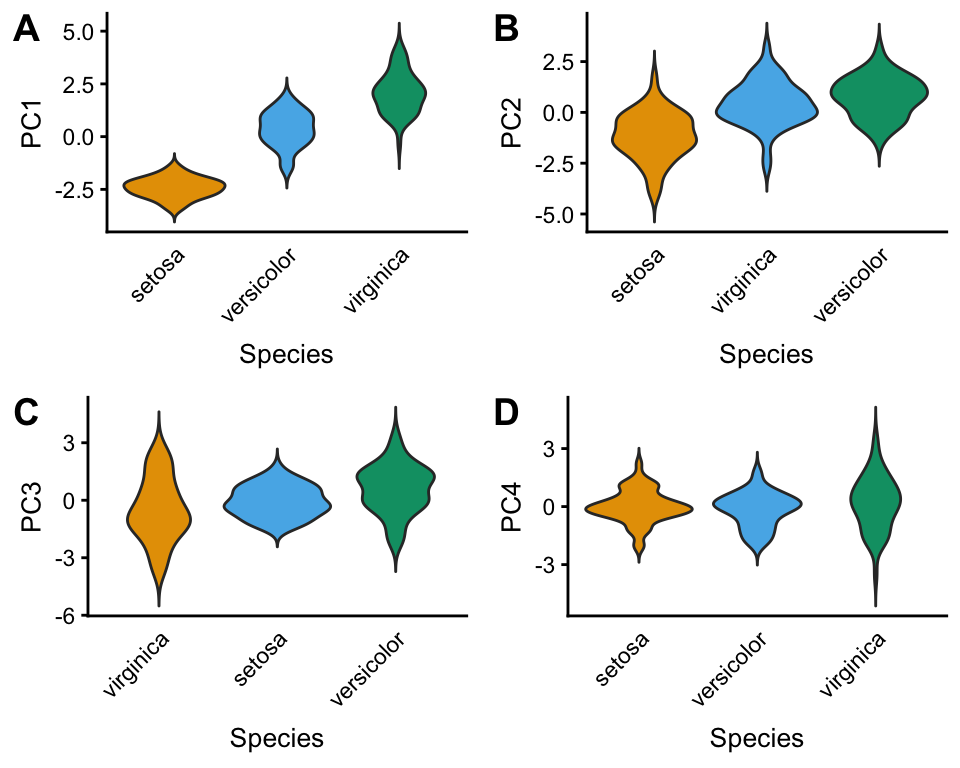 A
PC1
5.0
2.5
0.0
-2.5
setosa
versicolor
virginica
Species
B
PC2
2.5
0.0
-2.5
-5.0
setosa
virginica
versicolor
Species
C
PC3
3
0
-3
-6
virginica
setosa
versicolor
Species
D
PC4
3
0
-3
setosa
versicolor
virginica
Species